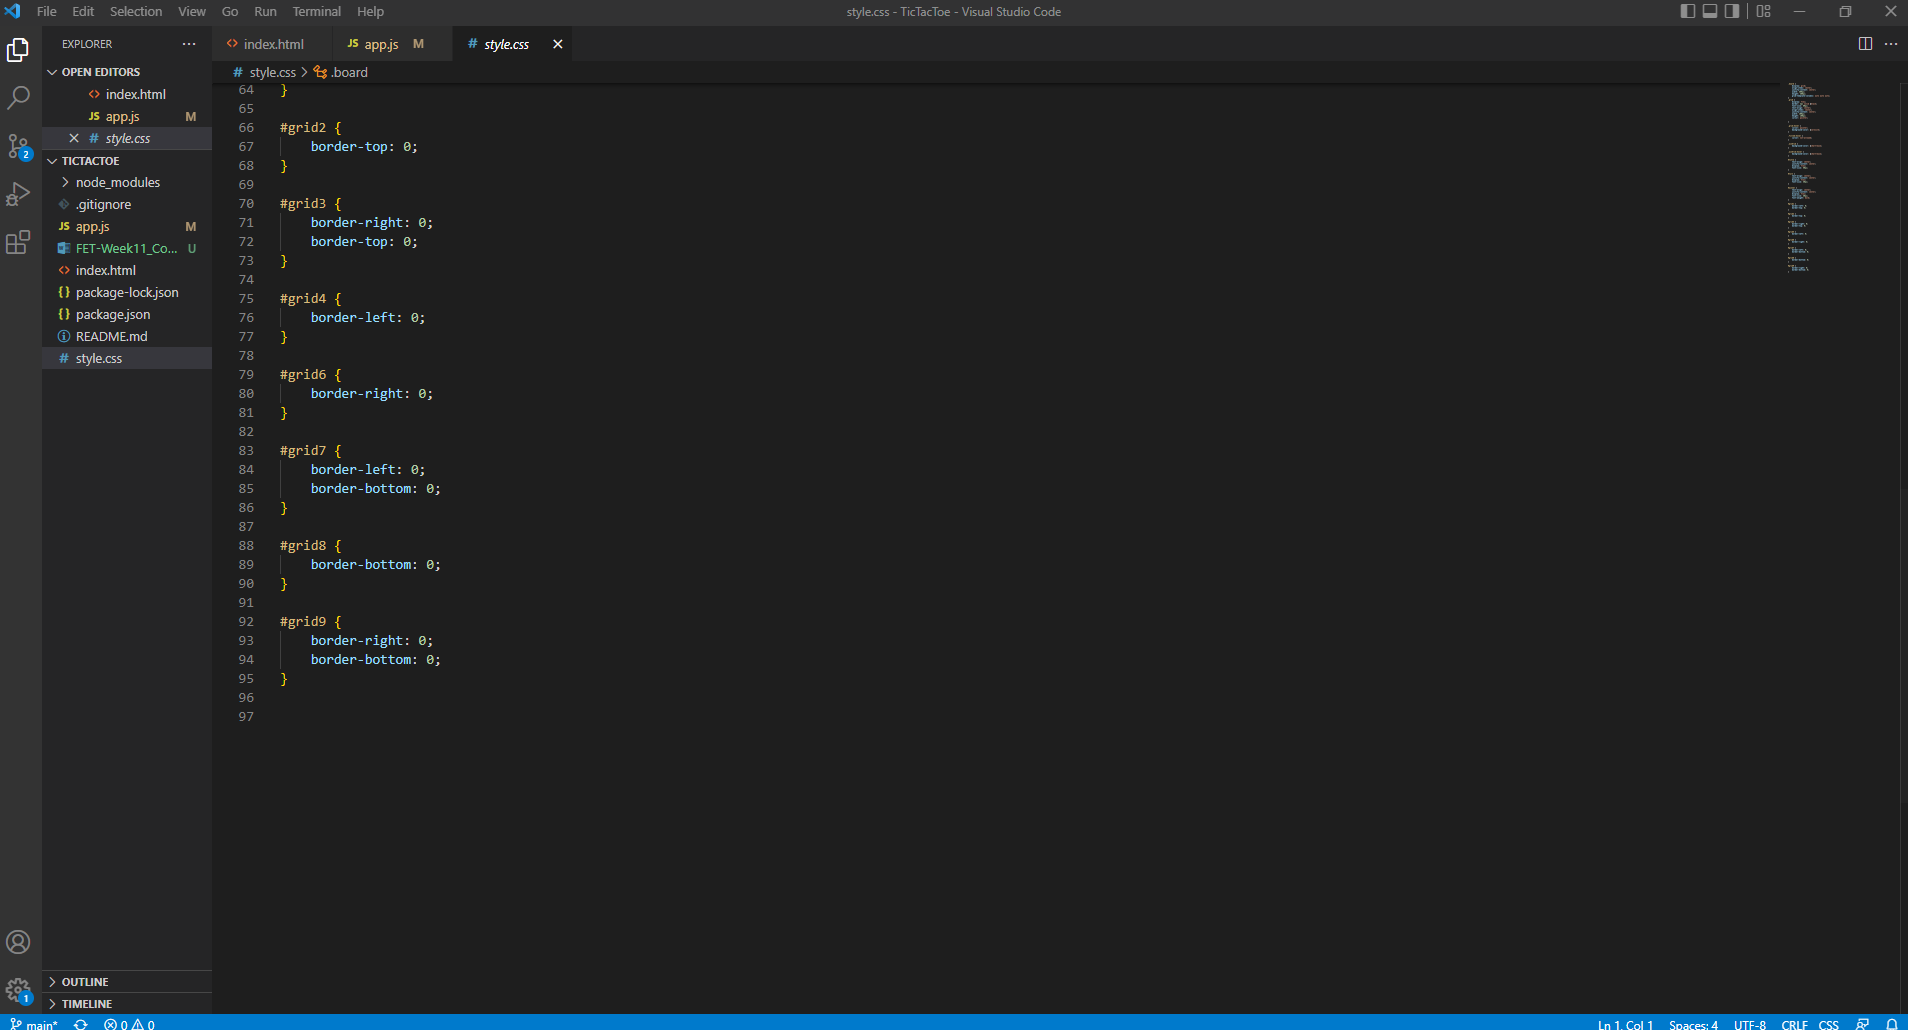 File Edit Selection View Go Run Terminal Help
style.css - TicTacToe - Visual Studio Code
EXPLORER
OPEN EDITORS
index.html
JS app.js M
# style.css
TICTACTOE
node_modules
.gitignore
JS app.js M
FET-Week11_Co... U
index.html
{} package-lock.json
{} package.json
README.md
# style.css
OUTLINE
TIMELINE
2
1
<> index.html
JS app.js M
# style.css
# style.css > .board
64 }
65
66 #grid2 {
67 border-top: 0;
68 }
69
70 #grid3 {
71 border-right: 0;
72 border-top: 0;
73 }
74
75 #grid4 {
76 border-left: 0;
77 }
78
79 #grid6 {
80 border-right: 0;
81 }
82
83 #grid7 {
84 border-left: 0;
85 border-bottom: 0;
86 }
87
88 #grid8 {
89 border-bottom: 0;
90 }
91
92 #grid9 {
93 border-right: 0;
94 border-bottom: 0;
95 }
96
97
main* 0 0 Ln 1, Col 1 Spaces: 4 UTF-8 CRLF CSS